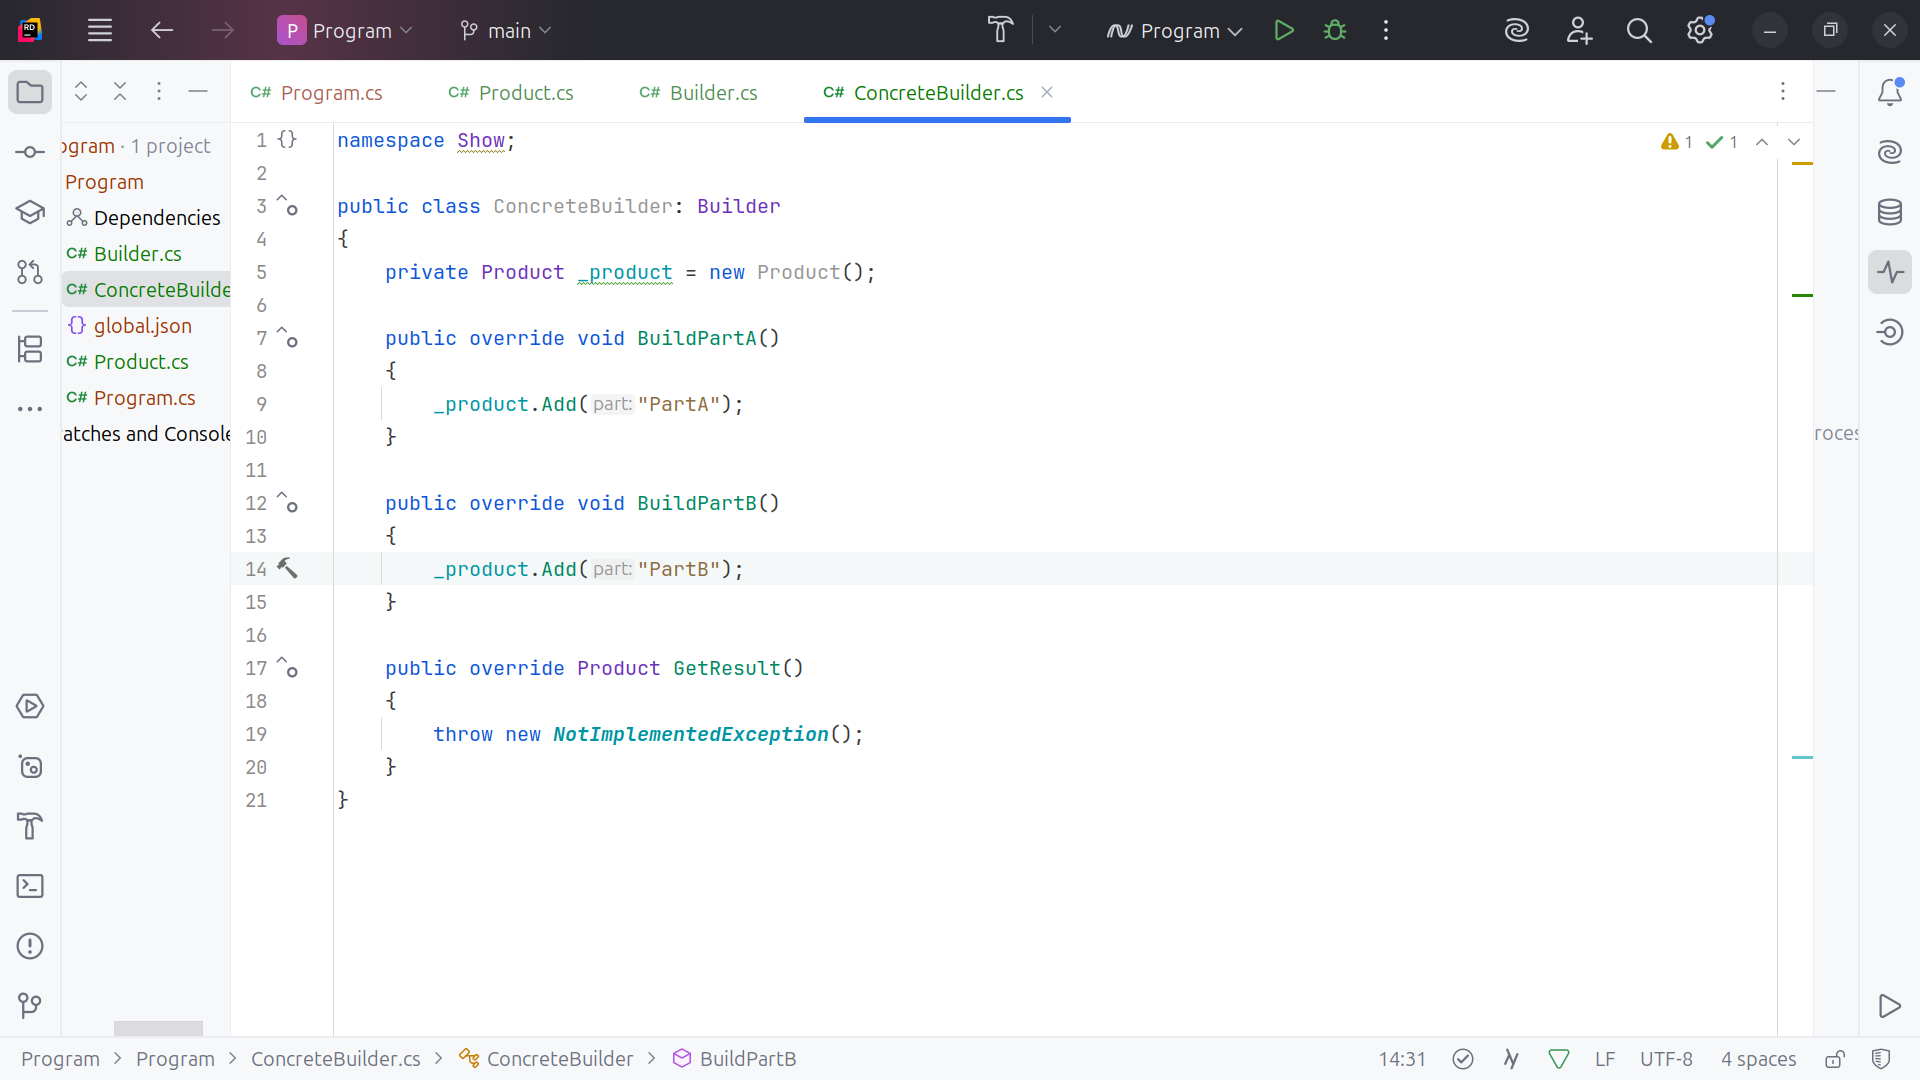 Program main Program
Program.cs Product.cs Builder.cs ConcreteBuilder.cs
ogram · 1 project
Program
Dependencies
C# Builder.cs
C# ConcreteBuilde
{} global.json
C# Product.cs
C# Program.cs
atches and Console
1 namespace Show; 1 1
2
3 public class ConcreteBuilder: Builder
4 {
5 private Product _product = new Product();
6
7 public override void BuildPartA()
8 {
9 _product.Add( part: "PartA");
10 }
11
12 public override void BuildPartB()
13 {
14 _product.Add( part: "PartB");
15 }
16
17 public override Product GetResult()
18 {
19 throw new NotImplementedException();
20 }
21 }
roces
Program > Program > ConcreteBuilder.cs > ConcreteBuilder > BuildPartB 14:31 LF UTF-8 4 spaces